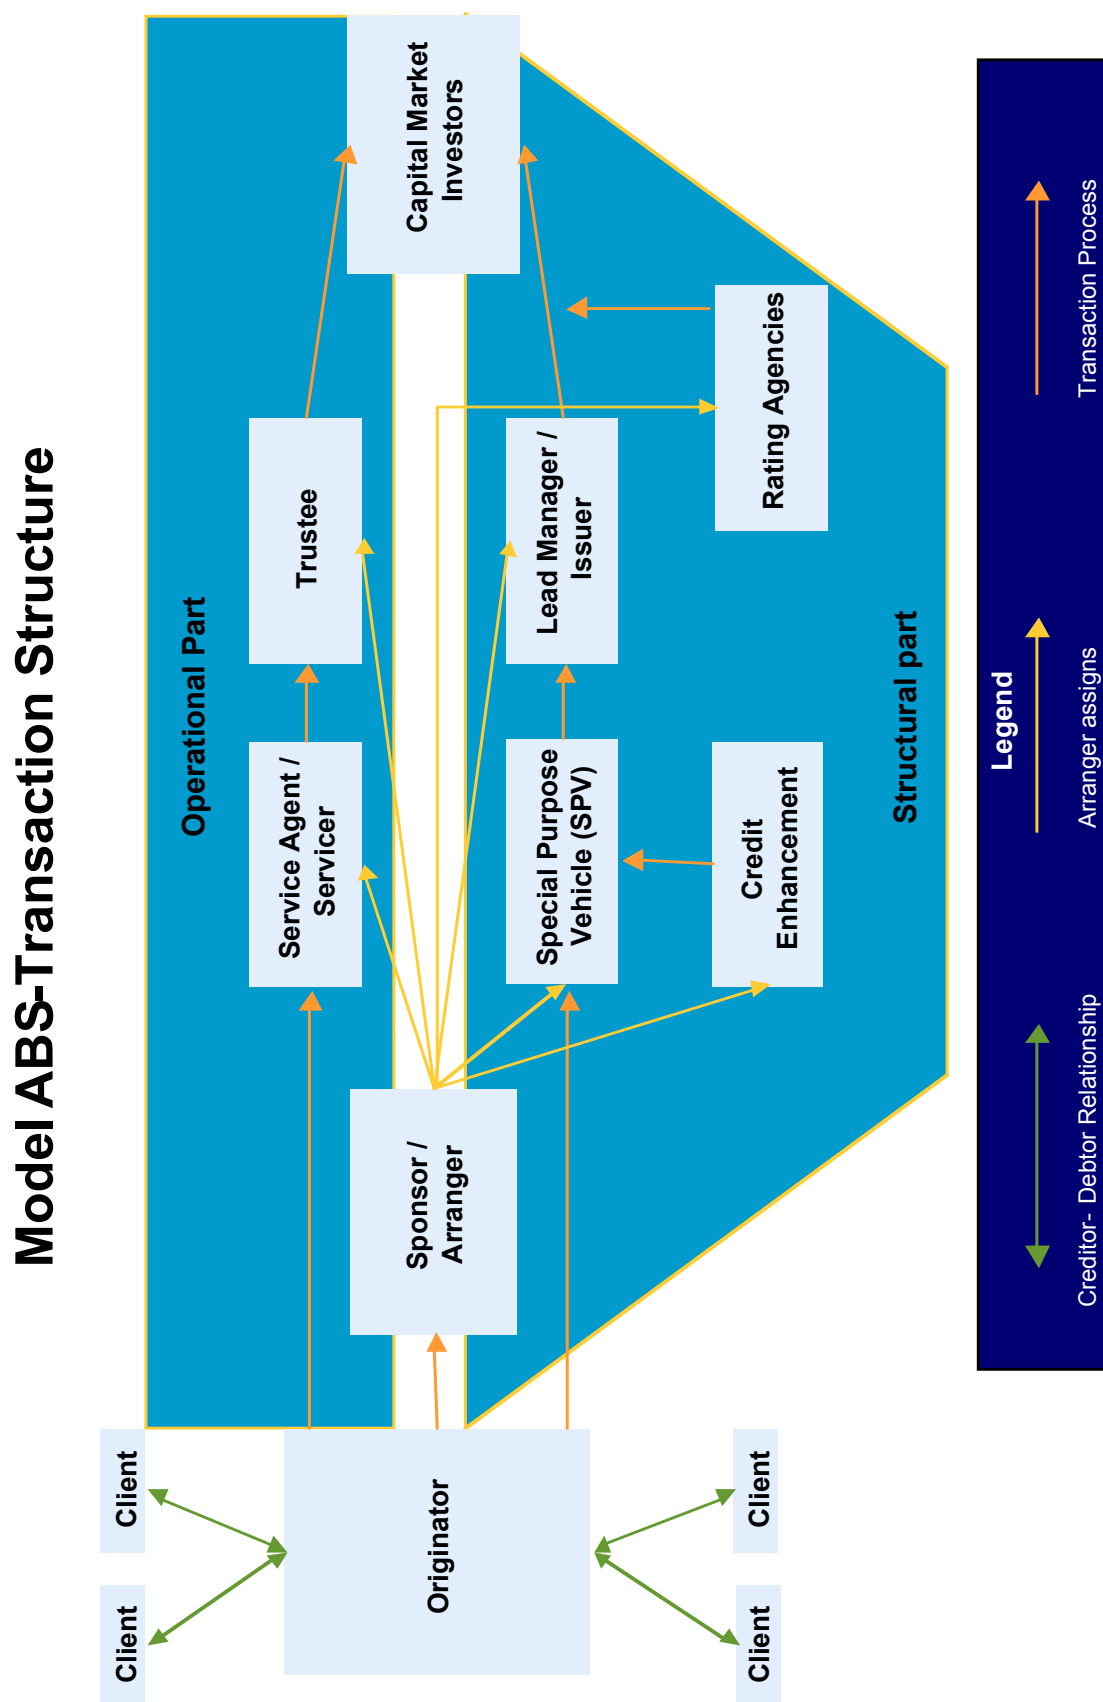 Model ABS-Transaction Structure
Operational Part
Client
Client
Service Agent /
Servicer
Trustee
Originator
Sponsor /
Arranger
Capital Market
Investors
Special Purpose
Vehicle (SPV)
Lead Manager /
Issuer
Client
Client
Credit
Enhancement
Rating Agencies
Structural part
Legend
Creditor- Debtor Relationship
Arranger assigns
Transaction Process